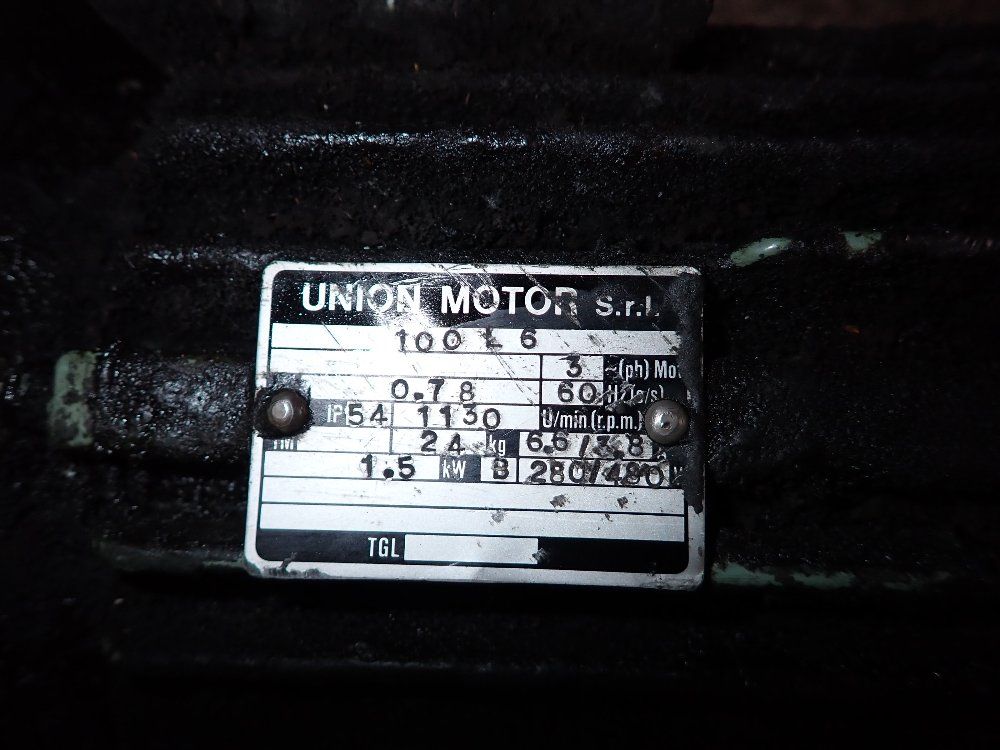 UNION MOTOR S.r.l.
100 L 6
3 ~(ph) Mot
0.78 60 Hz(c/s)
IP 54 1130 U/min (r.p.m.)
24 kg 6.6/3.8
1.5 kW B 280/480 V
TGL